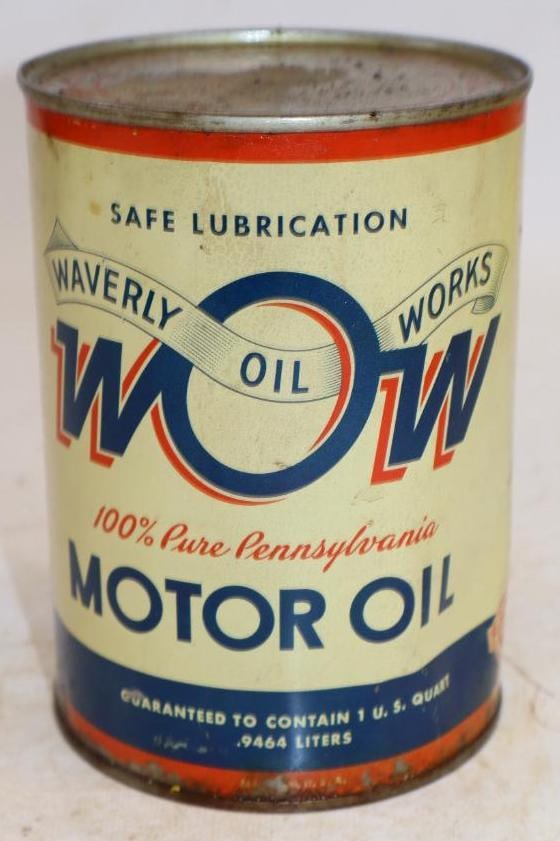 SAFE LUBRICATION
WAVERLY OIL WORKS
WOW
100% Pure Pennsylvania
MOTOR OIL
GUARANTEED TO CONTAIN 1 U. S. QUART
.9464 LITERS